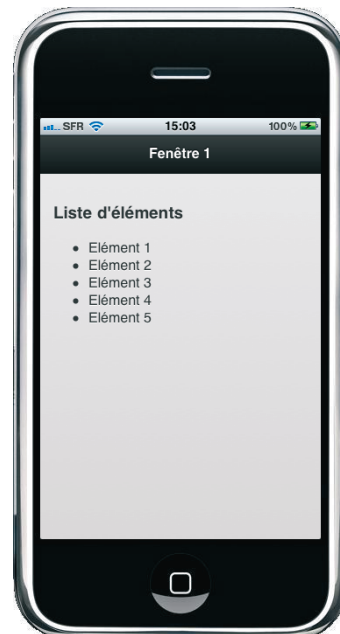 SFR 15:03 100%
Fenêtre 1
Liste d'éléments
• Elément 1
• Elément 2
• Elément 3
• Elément 4
• Elément 5